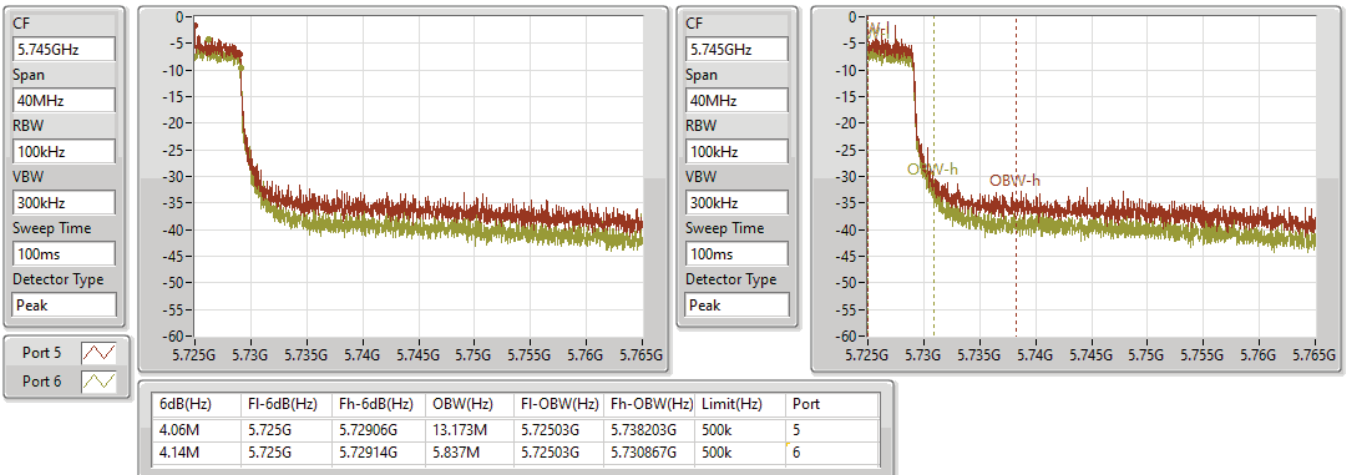 CF
5.745GHz
Span
40MHz
RBW
100kHz
VBW
300kHz
Sweep Time
100ms
Detector Type
Peak
0-
-5-
-10-
-15-
-20-
-25-
-30-
-35-
-40-
-45-
-50-
-55-
-60-
5.725G 5.73G 5.735G 5.74G 5.745G 5.75G 5.755G 5.76G 5.765G
CF
5.745GHz
Span
40MHz
RBW
100kHz
VBW
300kHz
Sweep Time
100ms
Detector Type
Peak
0-
-5-
-10-
-15-
-20-
-25-
-30-
-35-
-40-
-45-
-50-
-55-
-60-
OBW-h
OBW-h
5.725G 5.73G 5.735G 5.74G 5.745G 5.75G 5.755G 5.76G 5.765G
Port 5
Port 6
6dB(Hz) Fl-6dB(Hz) Fh-6dB(Hz) OBW(Hz) Fl-OBW(Hz) Fh-OBW(Hz) Limit(Hz) Port
4.06M 5.725G 5.72906G 13.173M 5.72503G 5.738203G 500k 5
4.14M 5.725G 5.72914G 5.837M 5.72503G 5.730867G 500k 6